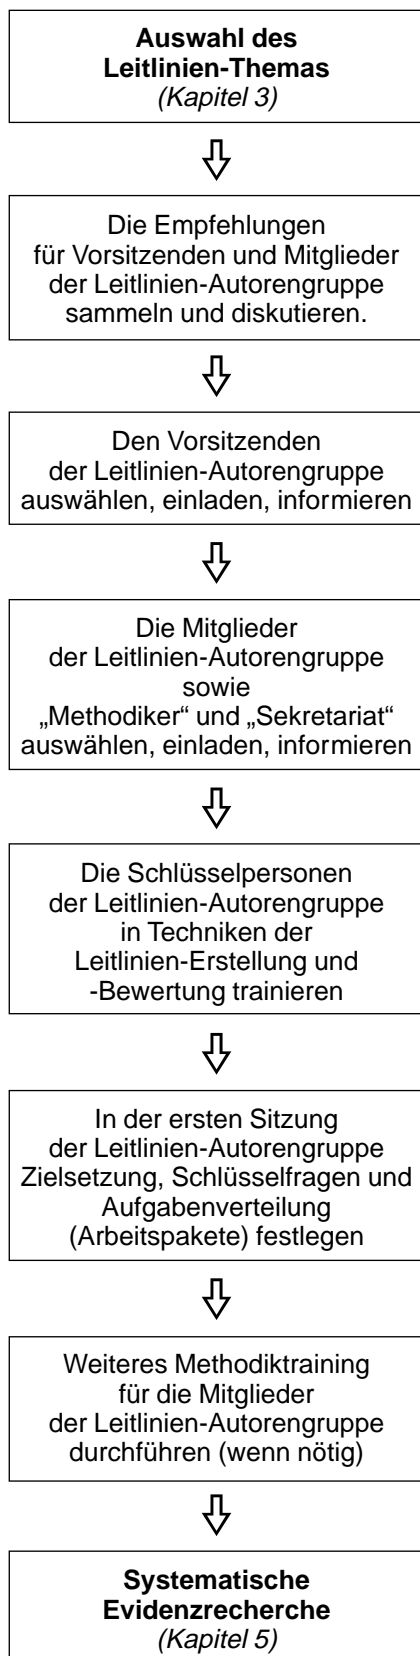 Auswahl des
Leitlinien-Themas
(Kapitel 3)
Die Empfehlungen
für Vorsitzenden und Mitglieder
der Leitlinien-Autorengruppe
sammeln und diskutieren.
Den Vorsitzenden
der Leitlinien-Autorengruppe
auswählen, einladen, informieren
Die Mitglieder
der Leitlinien-Autorengruppe
sowie
„Methodiker“ und „Sekretariat“
auswählen, einladen, informieren
Die Schlüsselpersonen
der Leitlinien-Autorengruppe
in Techniken der
Leitlinien-Erstellung und
-Bewertung trainieren
In der ersten Sitzung
der Leitlinien-Autorengruppe
Zielsetzung, Schlüsselfragen und
Aufgabenverteilung
(Arbeitspakete) festlegen
Weiteres Methodiktraining
für die Mitglieder
der Leitlinien-Autorengruppe
durchführen (wenn nötig)
Systematische
Evidenzrecherche
(Kapitel 5)